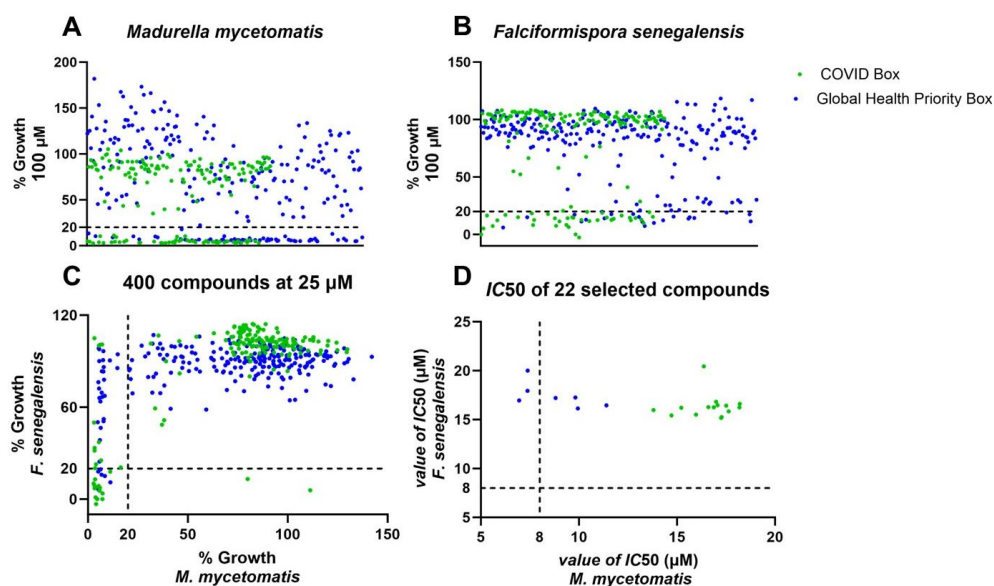 A
Madurella mycetomatis
200
150
100
50
20
0
% Growth
100 µM
B
Falciformispora senegalensis
150
100
50
20
0
% Growth
100 µM
COVID Box
Global Health Priority Box
C
400 compounds at 25 µM
120
60
20
0
% Growth
F. senegalensis
0
20
50
100
150
% Growth
M. mycetomatis
D
IC50 of 22 selected compounds
25
20
15
10
8
5
value of IC50 (µM)
F. senegalensis
5
8
10
15
20
value of IC50 (µM)
M. mycetomatis